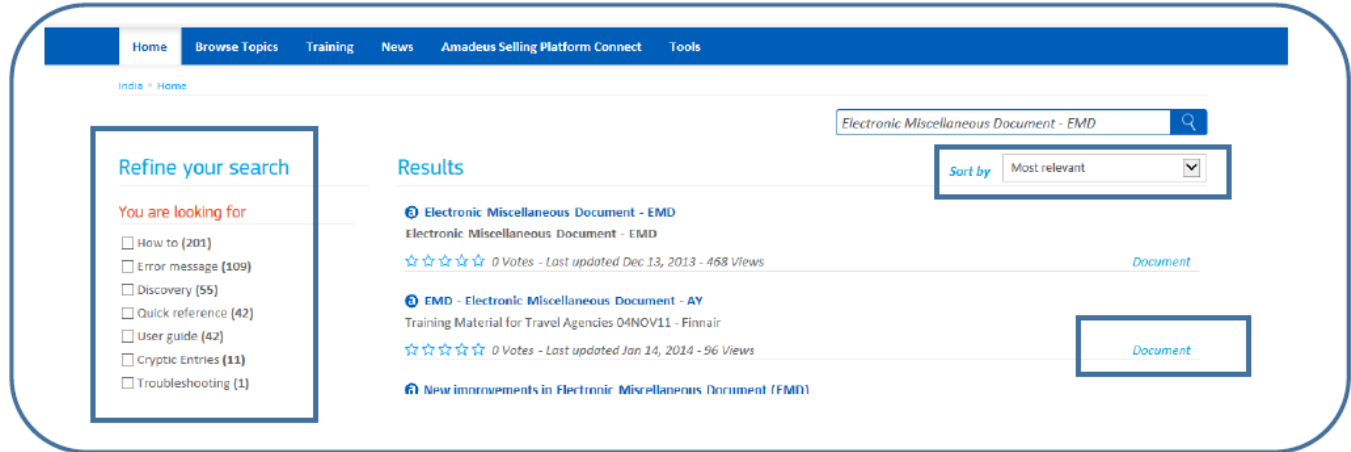 Home Browse Topics Training News Amadeus Selling Platform Connect Tools
India > Home
Electronic Miscellaneous Document - EMD
Refine your search
You are looking for
How to (201)
Error message (109)
Discovery (55)
Quick reference (42)
User guide (42)
Cryptic Entries (11)
Troubleshooting (1)
Results
Sort by Most relevant
Electronic Miscellaneous Document - EMD
Electronic Miscellaneous Document - EMD
0 Votes - Last updated Dec 13, 2013 - 468 Views Document
EMD - Electronic Miscellaneous Document - AY
Training Material for Travel Agencies 04NOV11 - Finnair
0 Votes - Last updated Jan 14, 2014 - 96 Views Document
New improvements in Electronic Miscellaneous Document (EMD)